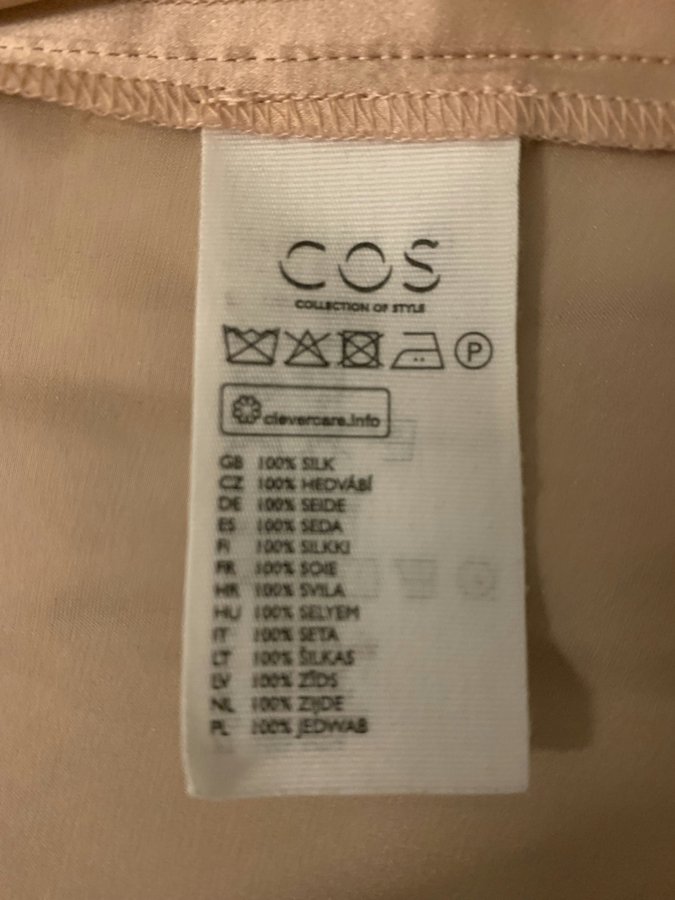 COS
COLLECTION OF STYLE
P
clevercare.info
GB 100% SILK
CZ 100% HEDVÁBÍ
DE 100% SEIDE
ES 100% SEDA
FI 100% SILKKI
FR 100% SOIE
HR 100% SVILA
HU 100% SELYEM
IT 100% SETA
LT 100% ŠILKAS
LV 100% ZĪDS
NL 100% ZIJDE
PL 100% JEDWAB